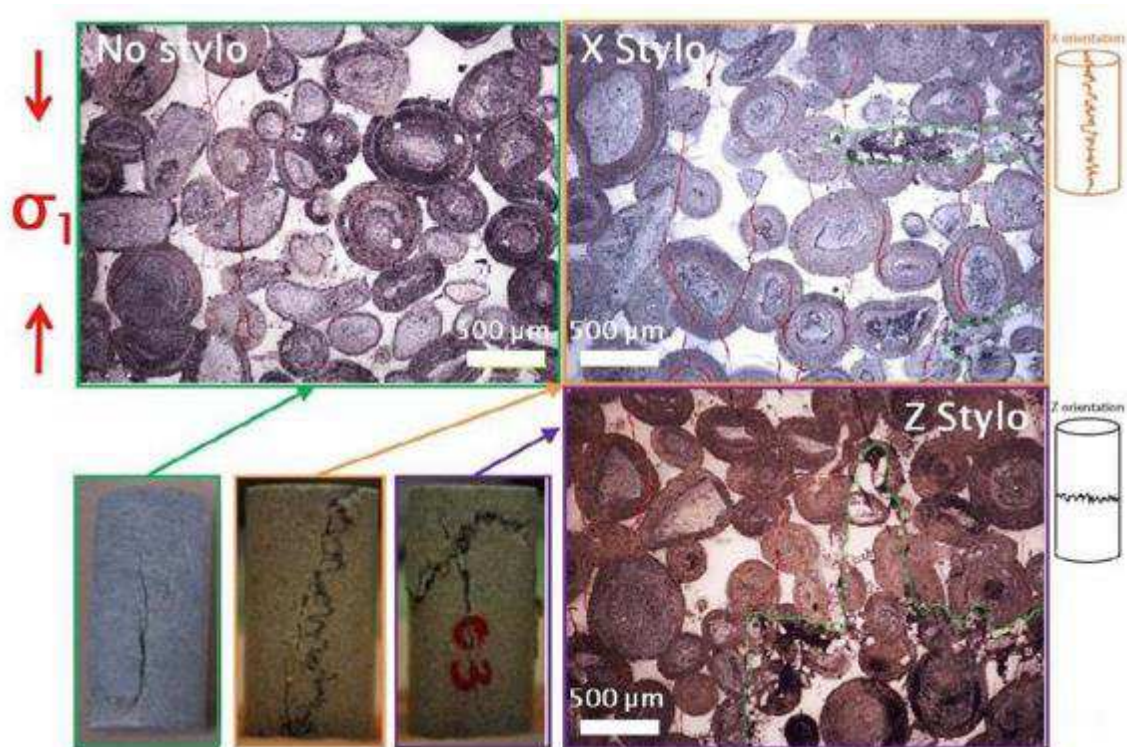 No stylo
X Stylo
X orientation
σ1
500 μm
500 μm
Z Stylo
Z orientation
63
500 μm